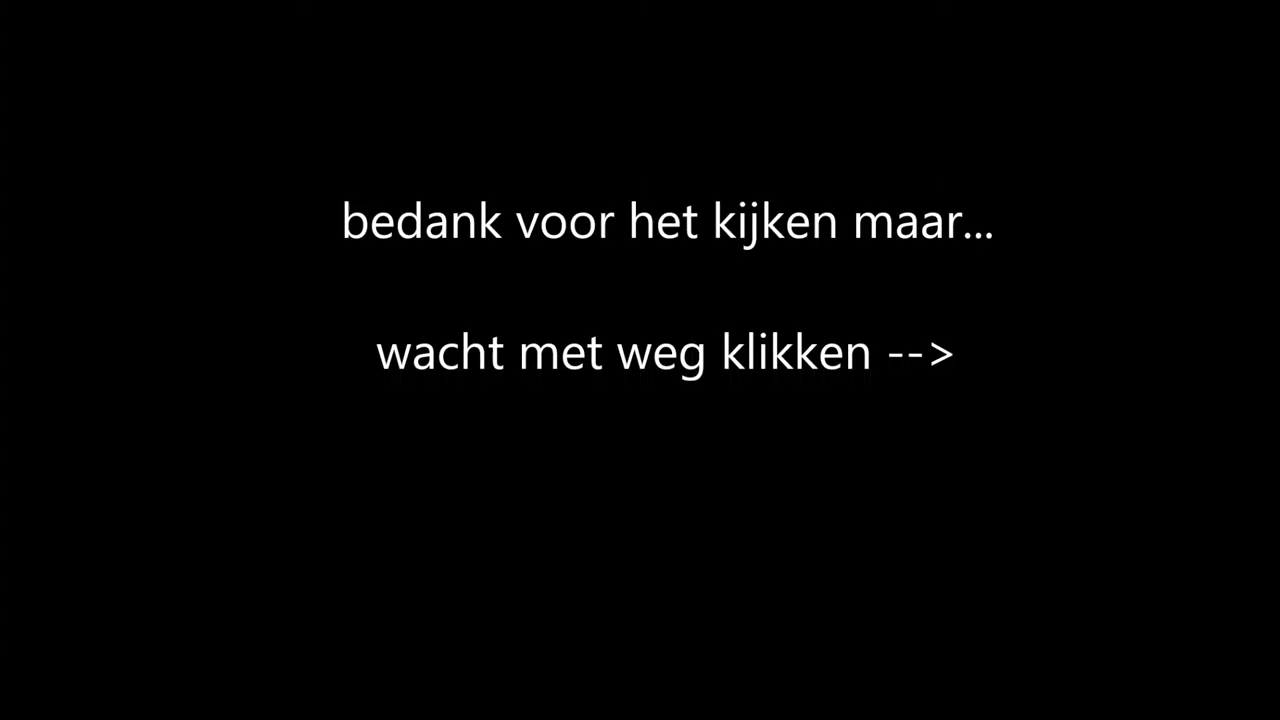 bedank voor het kijken maar...
wacht met weg klikken -->